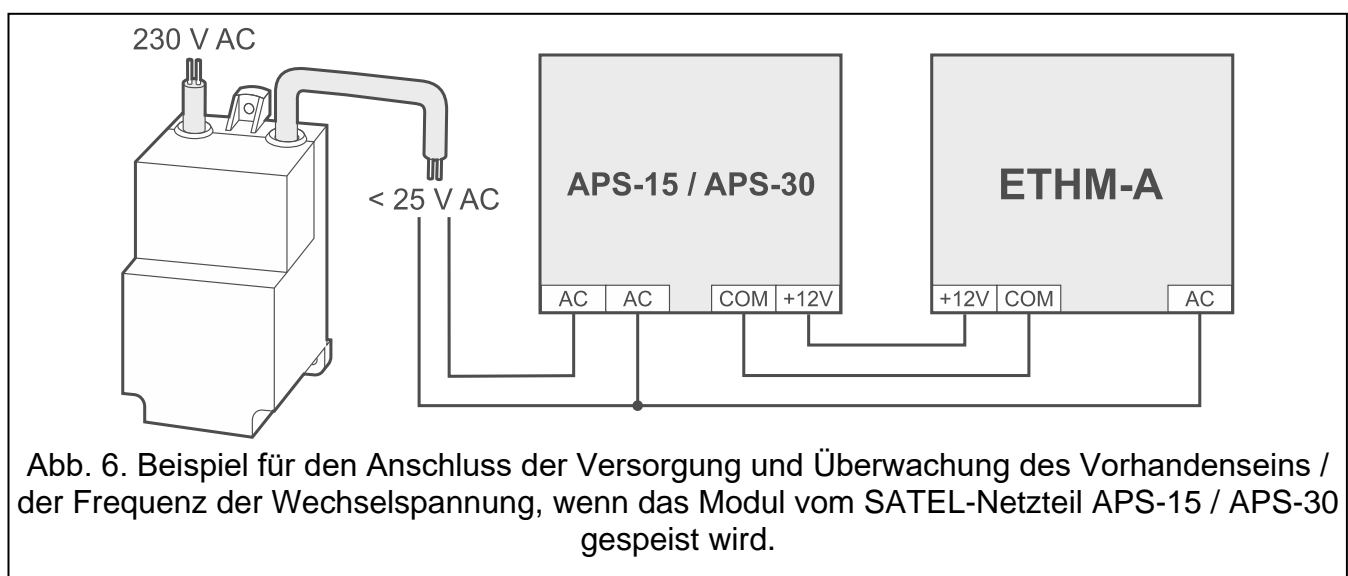 230 V AC
< 25 V AC
APS-15 / APS-30
AC AC COM +12V
ETHM-A
+12V COM AC
Abb. 6. Beispiel für den Anschluss der Versorgung und Überwachung des Vorhandenseins /
der Frequenz der Wechselspannung, wenn das Modul vom SATEL-Netzteil APS-15 / APS-30
gespeist wird.